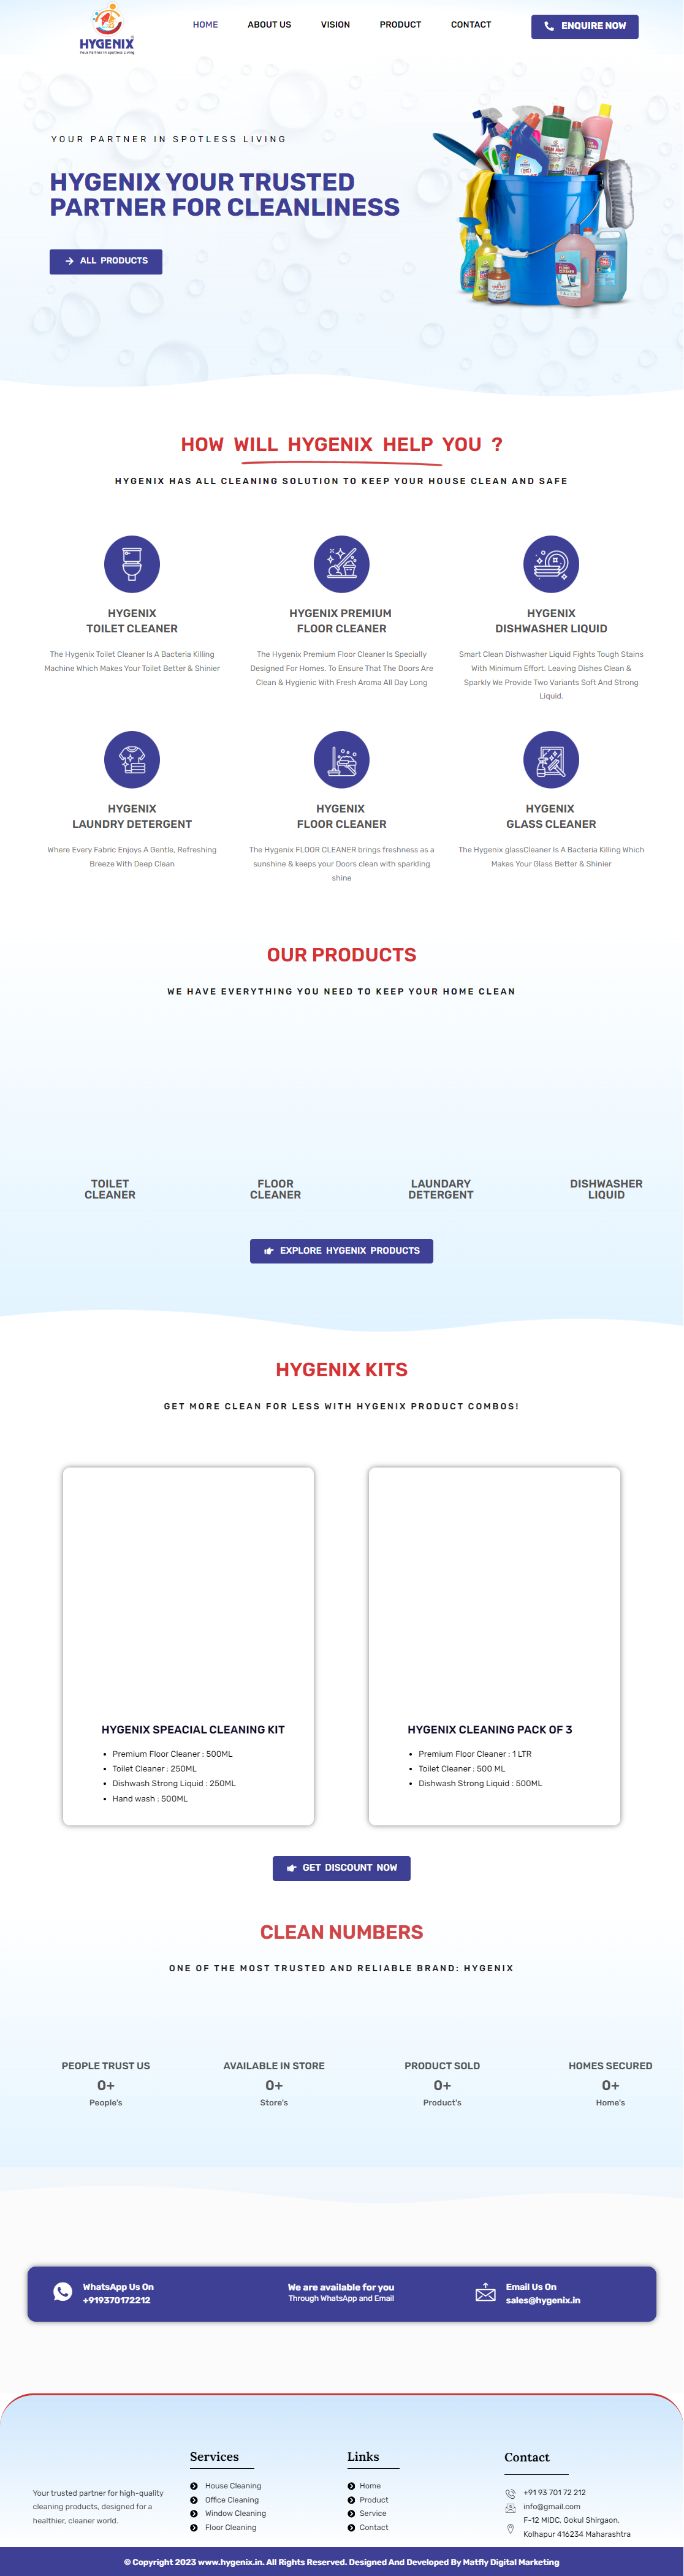 HYGENIX
Your Partner In Spotless Living
HOME
ABOUT US
VISION
PRODUCT
CONTACT
ENQUIRE NOW
YOUR PARTNER IN SPOTLESS LIVING
HYGENIX YOUR TRUSTED
PARTNER FOR CLEANLINESS
ALL PRODUCTS
HOW WILL HYGENIX HELP YOU ?
HYGENIX HAS ALL CLEANING SOLUTION TO KEEP YOUR HOUSE CLEAN AND SAFE
HYGENIX
TOILET CLEANER
The Hygenix Toilet Cleaner Is A Bacteria Killing
Machine Which Makes Your Toilet Better & Shinier
HYGENIX PREMIUM
FLOOR CLEANER
The Hygenix Premium Floor Cleaner Is Specially
Designed For Homes. To Ensure That The Doors Are
Clean & Hygienic With Fresh Aroma All Day Long
HYGENIX
DISHWASHER LIQUID
Smart Clean Dishwasher Liquid Fights Tough Stains
With Minimum Effort. Leaving Dishes Clean &
Sparkly We Provide Two Variants Soft And Strong
Liquid.
HYGENIX
LAUNDRY DETERGENT
Where Every Fabric Enjoys A Gentle, Refreshing
Breeze With Deep Clean
HYGENIX
FLOOR CLEANER
The Hygenix FLOOR CLEANER brings freshness as a
sunshine & keeps your Doors clean with sparkling
shine
HYGENIX
GLASS CLEANER
The Hygenix glassCleaner Is A Bacteria Killing Which
Makes Your Glass Better & Shinier
OUR PRODUCTS
WE HAVE EVERYTHING YOU NEED TO KEEP YOUR HOME CLEAN
TOILET
CLEANER
FLOOR
CLEANER
LAUNDARY
DETERGENT
DISHWASHER
LIQUID
EXPLORE HYGENIX PRODUCTS
HYGENIX KITS
GET MORE CLEAN FOR LESS WITH HYGENIX PRODUCT COMBOS!
HYGENIX SPEACIAL CLEANING KIT
• Premium Floor Cleaner : 500ML
• Toilet Cleaner : 250ML
• Dishwash Strong Liquid : 250ML
• Hand wash : 500ML
HYGENIX CLEANING PACK OF 3
• Premium Floor Cleaner : 1 LTR
• Toilet Cleaner : 500 ML
• Dishwash Strong Liquid : 500ML
GET DISCOUNT NOW
CLEAN NUMBERS
ONE OF THE MOST TRUSTED AND RELIABLE BRAND: HYGENIX
PEOPLE TRUST US
0+
People's
AVAILABLE IN STORE
0+
Store's
PRODUCT SOLD
0+
Product's
HOMES SECURED
0+
Home's
WhatsApp Us On
+919370172212
We are available for you
Through WhatsApp and Email
Email Us On
sales@hygenix.in
Your trusted partner for high-quality
cleaning products, designed for a
healthier, cleaner world.
Services
House Cleaning
Office Cleaning
Window Cleaning
Floor Cleaning
Links
Home
Product
Service
Contact
Contact
+91 93 701 72 212
info@gmail.com
F-12 MIDC, Gokul Shirgaon,
Kolhapur 416234 Maharashtra
© Copyright 2023 www.hygenix.in. All Rights Reserved. Designed And Developed By Matfly Digital Marketing